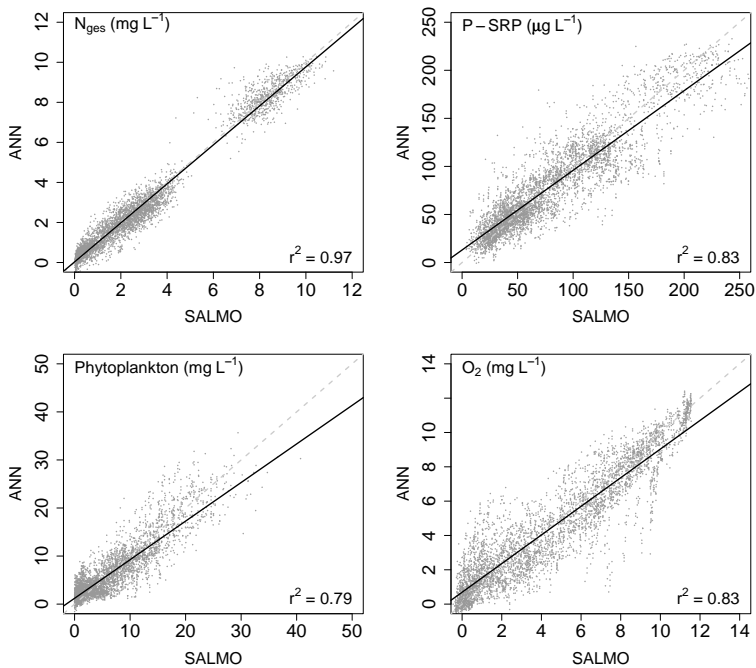 N_ges (mg L⁻¹)
12
10
8
6
4
2
0
ANN
r² = 0.97
0 2 4 6 8 10 12
SALMO
P − SRP (μg L⁻¹)
250
200
150
100
50
0
ANN
r² = 0.83
0 50 100 150 200 250
SALMO
Phytoplankton (mg L⁻¹)
50
40
30
20
10
0
ANN
r² = 0.79
0 10 20 30 40 50
SALMO
O₂ (mg L⁻¹)
14
10
8
6
4
2
0
ANN
r² = 0.83
0 2 4 6 8 10 12 14
SALMO